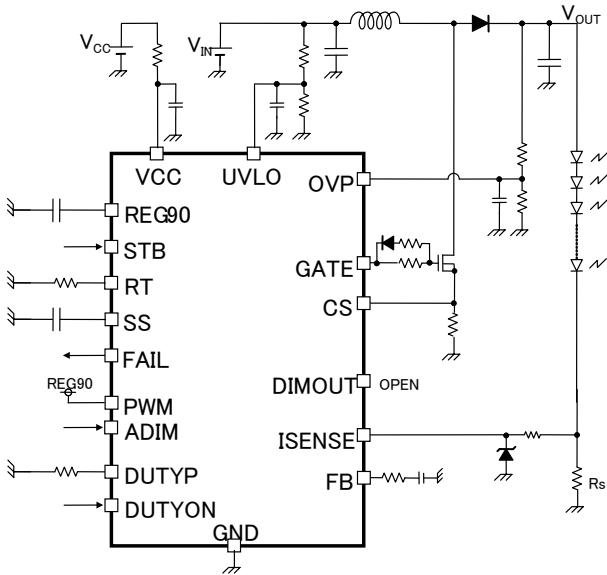 VCC
VIN
VOUT
VCC
UVLO
OVP
REG90
STB
GATE
RT
CS
SS
FAIL
DIMOUT
OPEN
REG90
PWM
ADIM
ISENSE
DUTYP
FB
Rs
DUTYON
GND